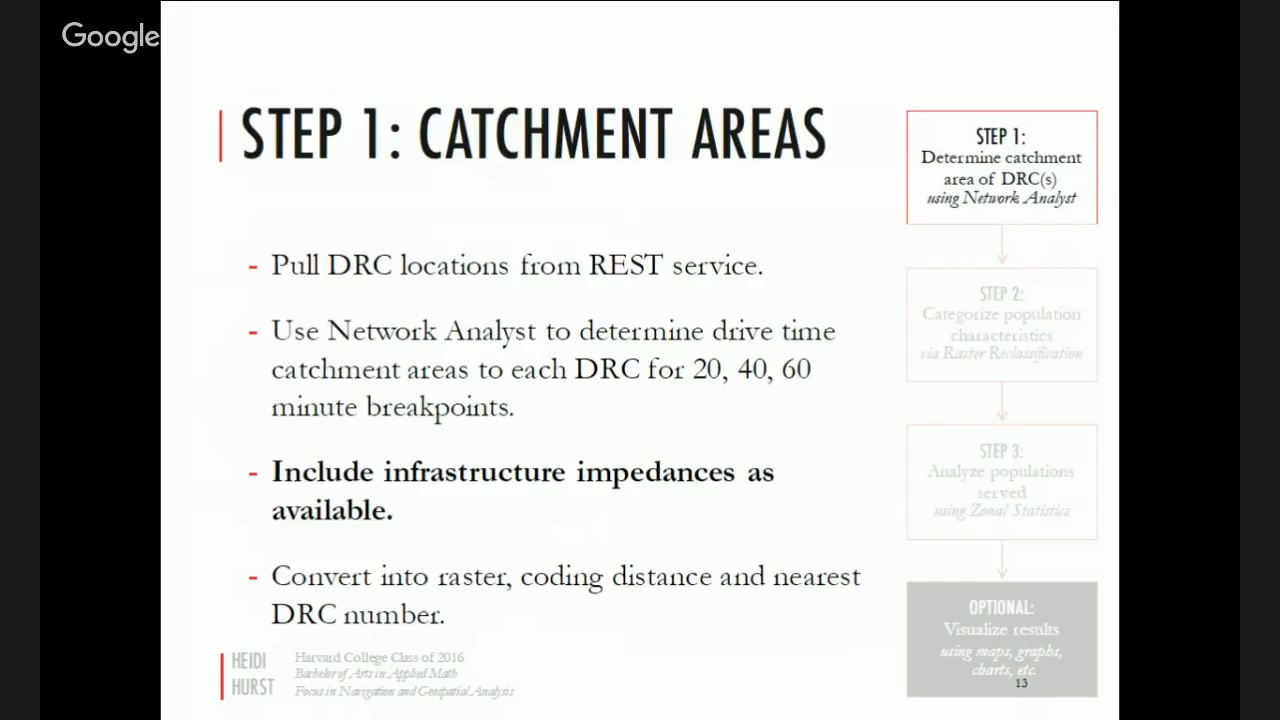 Google
STEP 1: CATCHMENT AREAS
- Pull DRC locations from REST service.
- Use Network Analyst to determine drive time
catchment areas to each DRC for 20, 40, 60
minute breakpoints.
- Include infrastructure impedances as
available.
- Convert into raster, coding distance and nearest
DRC number.
STEP 1:
Determine catchment
area of DRC(s)
using Network Analyst
STEP 2:
Categorize population
characteristics
via Raster Reclassification
STEP 3:
Analyze populations
served
using Zonal Statistics
OPTIONAL:
Visualize results
using maps, graphs,
charts, etc.
13
HEIDI
HURST
Harvard College Class of 2016
Bachelor of Arts in Applied Math
Focus in Navigation and Geospatial Analysis